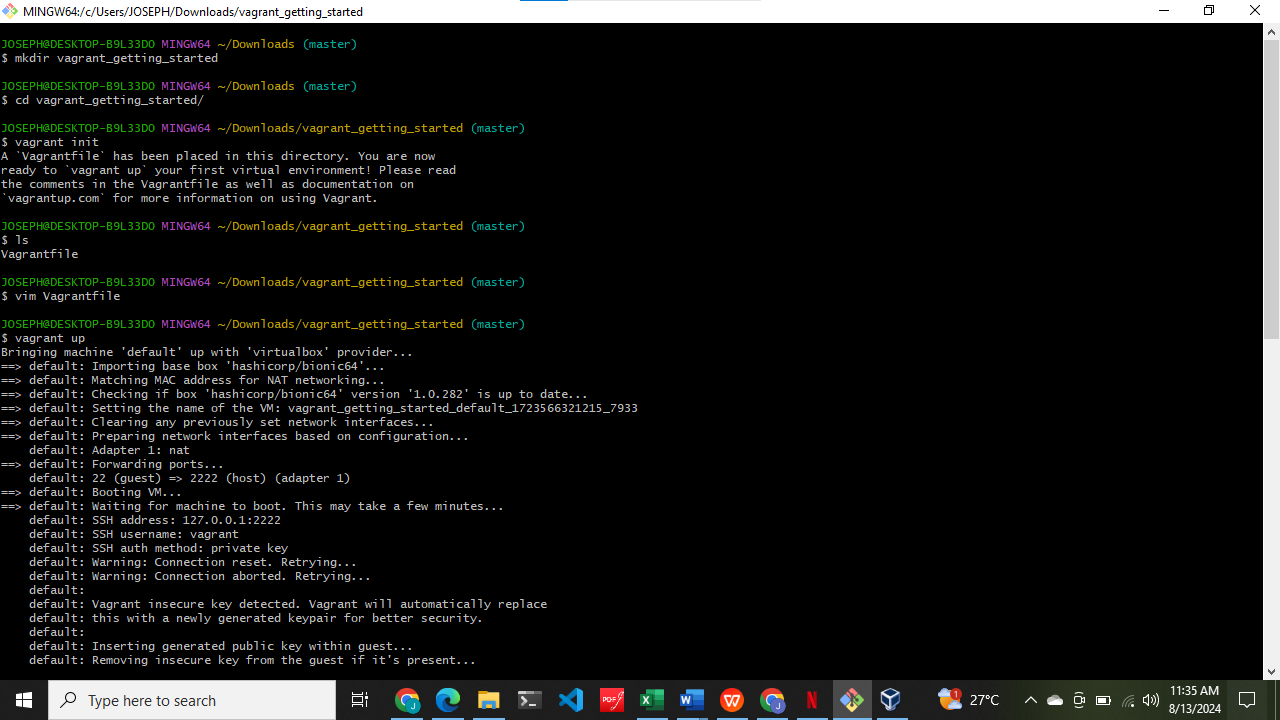 MINGW64:/c/Users/JOSEPH/Downloads/vagrant_getting_started
JOSEPH@DESKTOP-B9L33DO MINGW64 ~/Downloads (master)
$ mkdir vagrant_getting_started
JOSEPH@DESKTOP-B9L33DO MINGW64 ~/Downloads (master)
$ cd vagrant_getting_started/
JOSEPH@DESKTOP-B9L33DO MINGW64 ~/Downloads/vagrant_getting_started (master)
$ vagrant init
A `Vagrantfile` has been placed in this directory. You are now
ready to `vagrant up` your first virtual environment! Please read
the comments in the Vagrantfile as well as documentation on
`vagrantup.com` for more information on using Vagrant.
JOSEPH@DESKTOP-B9L33DO MINGW64 ~/Downloads/vagrant_getting_started (master)
$ ls
Vagrantfile
JOSEPH@DESKTOP-B9L33DO MINGW64 ~/Downloads/vagrant_getting_started (master)
$ vim Vagrantfile
JOSEPH@DESKTOP-B9L33DO MINGW64 ~/Downloads/vagrant_getting_started (master)
$ vagrant up
Bringing machine 'default' up with 'virtualbox' provider...
==> default: Importing base box 'hashicorp/bionic64'...
==> default: Matching MAC address for NAT networking...
==> default: Checking if box 'hashicorp/bionic64' version '1.0.282' is up to date...
==> default: Setting the name of the VM: vagrant_getting_started_default_1723566321215_7933
==> default: Clearing any previously set network interfaces...
==> default: Preparing network interfaces based on configuration...
    default: Adapter 1: nat
==> default: Forwarding ports...
    default: 22 (guest) => 2222 (host) (adapter 1)
==> default: Booting VM...
==> default: Waiting for machine to boot. This may take a few minutes...
    default: SSH address: 127.0.0.1:2222
    default: SSH username: vagrant
    default: SSH auth method: private key
    default: Warning: Connection reset. Retrying...
    default: Warning: Connection aborted. Retrying...
    default:
    default: Vagrant insecure key detected. Vagrant will automatically replace
    default: this with a newly generated keypair for better security.
    default:
    default: Inserting generated public key within guest...
    default: Removing insecure key from the guest if it's present...
Type here to search
PDF
1
27°C
11:35 AM
8/13/2024